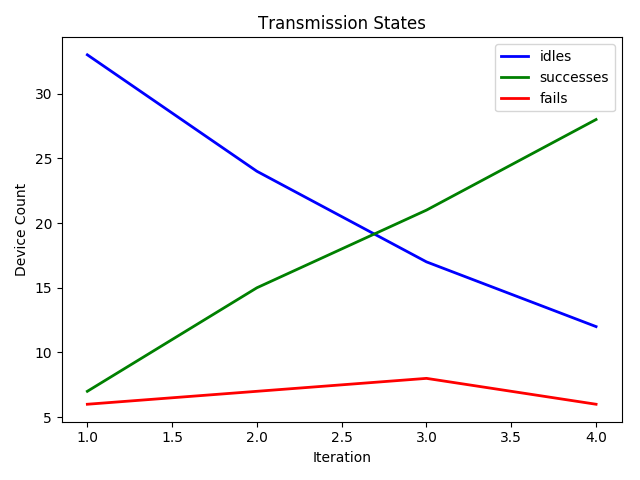 Transmission States
idles
successes
fails
30
25
20
15
10
5
Device Count
1.0 1.5 2.0 2.5 3.0 3.5 4.0
Iteration